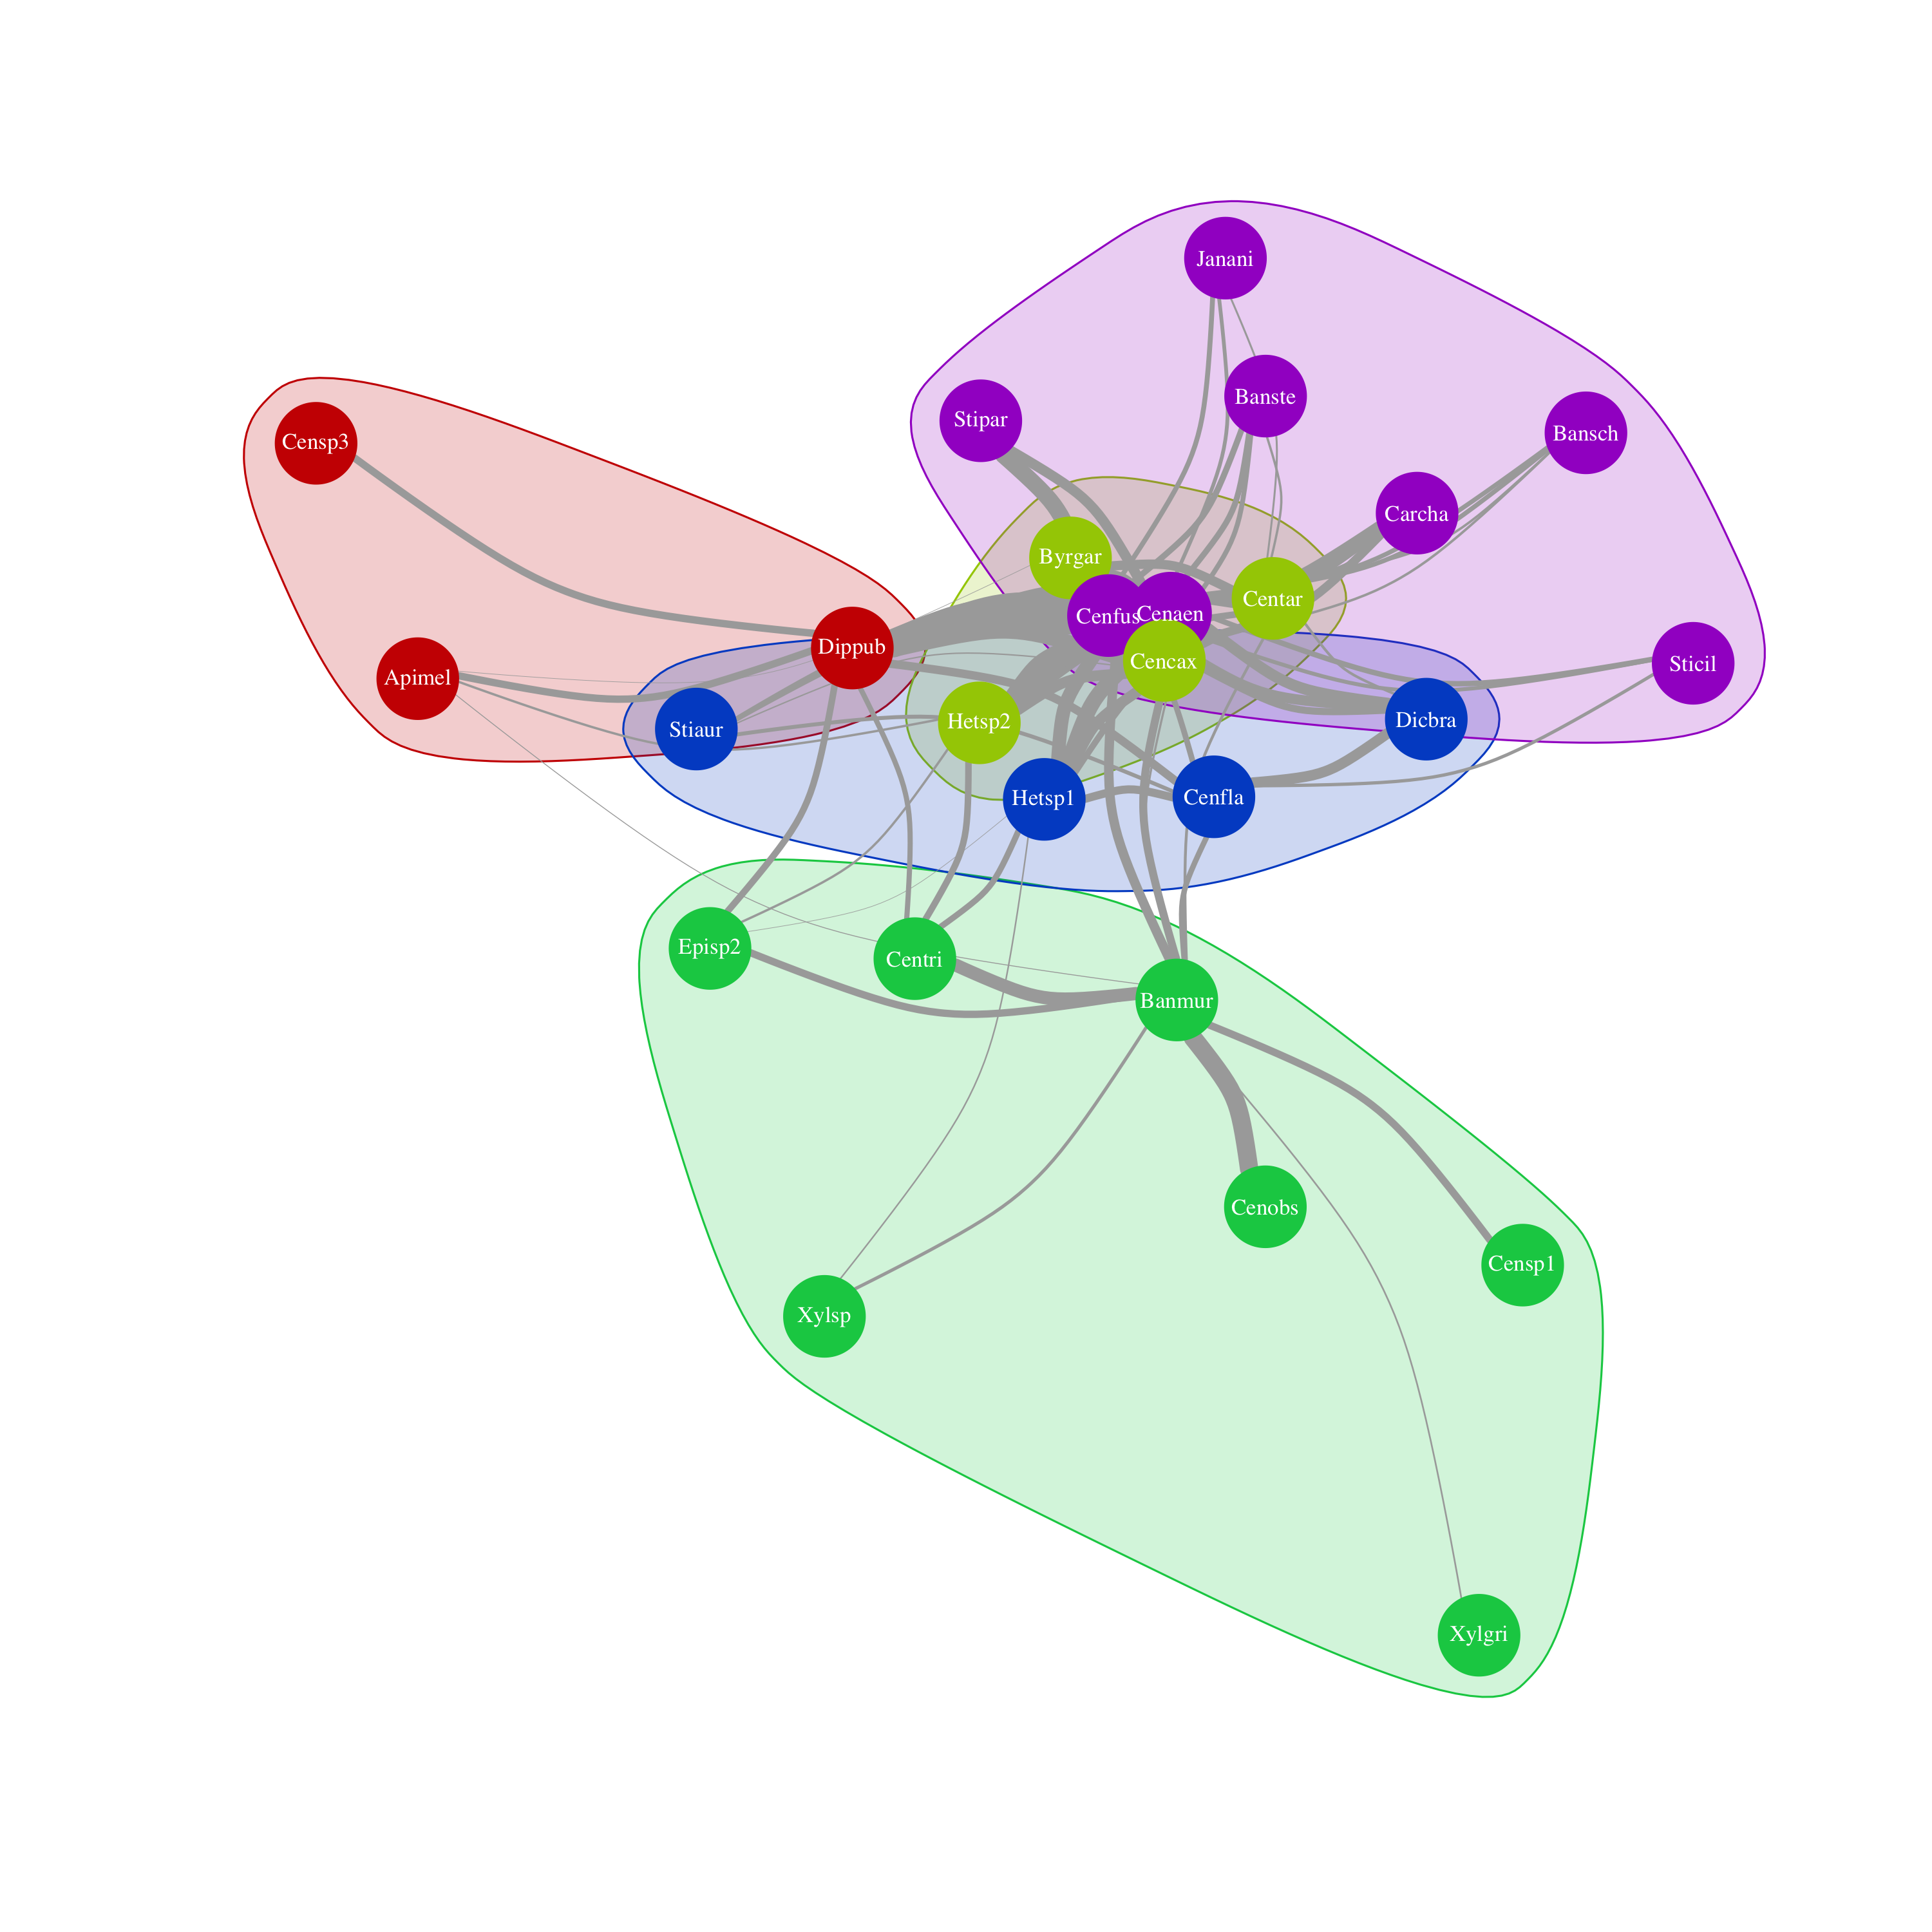 Janani
Banste
Stipar
Bansch
Censp3
Carcha
Byrgar
Centar
Cenfus
Cenaen
Dippub
Cencax
Sticil
Apimel
Stiaur
Hetsp2
Dicbra
Hetsp1
Cenfla
Episp2
Centri
Banmur
Cenobs
Censp1
Xylsp
Xylgri